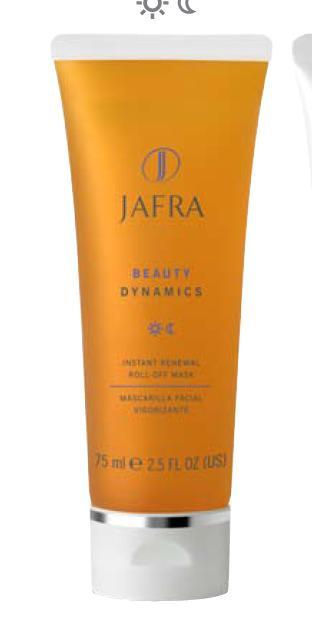 JAFRA
BEAUTY
DYNAMICS
INSTANT RENEWAL
ROLL-OFF MASK
MASCARILLA FACIAL
VIGORIZANTE
75 ml ℮ 2.5 FL OZ (US)